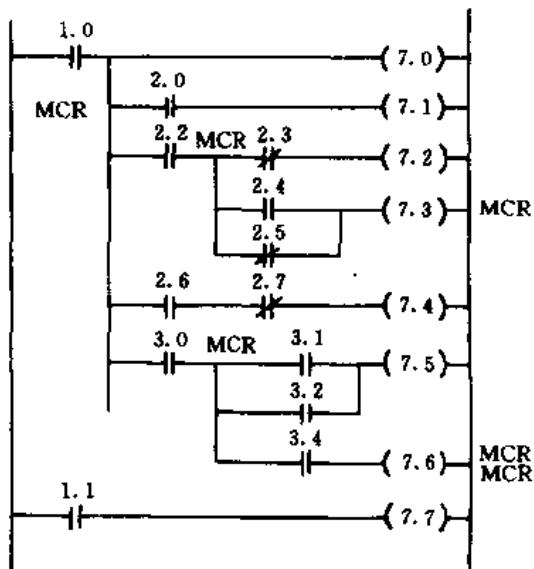 1.0
(7.0)
2.0
MCR
(7.1)
2.2 MCR 2.3
(7.2)
2.4
(7.3) MCR
2.5
2.6 2.7
(7.4)
3.0 MCR 3.1
(7.5)
3.2
3.4
(7.6) MCR
MCR
1.1
(7.7)